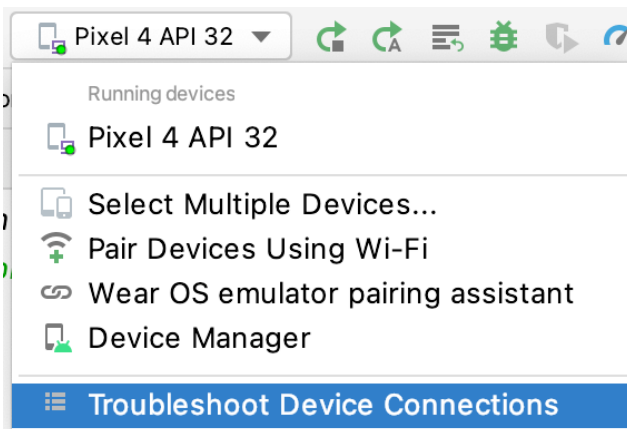 Pixel 4 API 32
Running devices
Pixel 4 API 32
Select Multiple Devices...
Pair Devices Using Wi-Fi
Wear OS emulator pairing assistant
Device Manager
Troubleshoot Device Connections